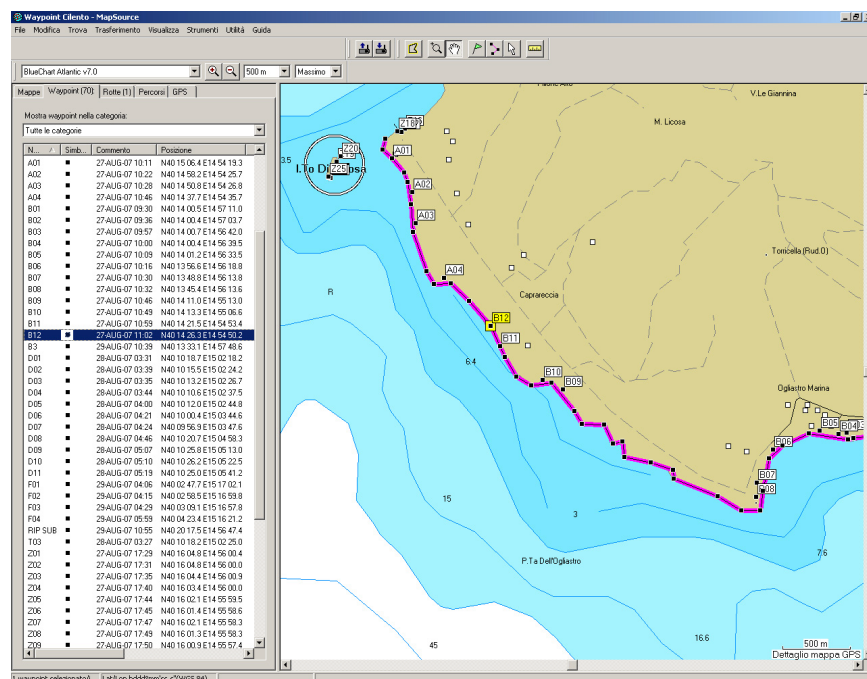 Waypoint Cilento - MapSource
File Modifica Trova Trasferimento Visualizza Strumenti Utilità Guida
BlueChart Atlantic v7.0 500 m Massimo
Mappe Waypoint (70) Rotte (1) Percorsi GPS
Mostra waypoint nella categoria:
Tutte le categorie
N... Simb... Commento Posizione
A01 27-AUG-07 10:11 N40 15 06.4 E14 54 19.3
A02 27-AUG-07 10:22 N40 14 58.2 E14 54 25.7
A03 27-AUG-07 10:28 N40 14 50.8 E14 54 26.8
A04 27-AUG-07 10:46 N40 14 37.7 E14 54 35.7
B01 27-AUG-07 09:30 N40 14 00.5 E14 57 11.0
B02 27-AUG-07 09:36 N40 14 00.4 E14 57 03.7
B03 27-AUG-07 09:57 N40 14 00.7 E14 56 42.0
B04 27-AUG-07 10:00 N40 14 00.4 E14 56 39.5
B05 27-AUG-07 10:09 N40 14 01.2 E14 56 33.5
B06 27-AUG-07 10:16 N40 13 56.6 E14 56 18.8
B07 27-AUG-07 10:30 N40 13 48.8 E14 56 13.8
B08 27-AUG-07 10:32 N40 13 45.4 E14 56 13.6
B09 27-AUG-07 10:46 N40 14 11.0 E14 55 13.0
B10 27-AUG-07 10:49 N40 14 13.3 E14 55 06.6
B11 27-AUG-07 10:59 N40 14 21.5 E14 54 53.4
B12 27-AUG-07 11:02 N40 14 26.3 E14 54 50.2
B3 29-AUG-07 10:39 N40 13 33.1 E14 57 48.6
D01 28-AUG-07 03:31 N40 10 18.7 E15 02 18.2
D02 28-AUG-07 03:39 N40 10 15.5 E15 02 24.2
D03 28-AUG-07 03:35 N40 10 13.2 E15 02 26.7
D04 28-AUG-07 03:44 N40 10 10.6 E15 02 37.5
D05 28-AUG-07 04:00 N40 10 12.0 E15 02 44.8
D06 28-AUG-07 04:21 N40 10 00.4 E15 03 44.6
D07 28-AUG-07 04:24 N40 09 56.9 E15 03 47.6
D08 28-AUG-07 04:46 N40 10 20.7 E15 04 58.3
D09 28-AUG-07 05:07 N40 10 25.8 E15 05 13.0
D10 28-AUG-07 05:10 N40 10 26.2 E15 05 22.5
D11 28-AUG-07 05:19 N40 10 25.0 E15 05 41.2
F01 29-AUG-07 04:06 N40 02 47.7 E15 17 02.1
F02 29-AUG-07 04:15 N40 02 58.5 E15 16 59.8
F03 29-AUG-07 04:29 N40 03 09.1 E15 16 57.8
F04 29-AUG-07 05:59 N40 04 23.4 E15 16 21.2
RIP SUB 29-AUG-07 10:55 N40 20 17.5 E14 56 47.4
T03 28-AUG-07 03:27 N40 10 18.2 E15 02 25.0
Z01 27-AUG-07 17:29 N40 16 04.8 E14 56 00.4
Z02 27-AUG-07 17:31 N40 16 04.8 E14 56 00.0
Z03 27-AUG-07 17:35 N40 16 04.4 E14 56 00.9
Z04 27-AUG-07 17:40 N40 16 03.4 E14 56 00.0
Z05 27-AUG-07 17:44 N40 16 02.1 E14 55 59.5
Z06 27-AUG-07 17:45 N40 16 01.4 E14 55 58.6
Z07 27-AUG-07 17:47 N40 16 02.1 E14 55 58.3
Z08 27-AUG-07 17:49 N40 16 01.3 E14 55 58.3
Z09 27-AUG-07 17:50 N40 16 00.9 E14 55 57.4
V.Le Giannina
M. Licosa
Z18
Z20
A01
3.5
Z25
A02
A03
Torricella (Rud.O)
A04
R
Caprareccia
B12
B11
6.4
B10
B09
Ogliastro Marina
B05
B04
B06
B07
B08
15
3
7.6
P.Ta Dell'Ogliastro
16.6
45
500 m
Dettaglio mappa GPS